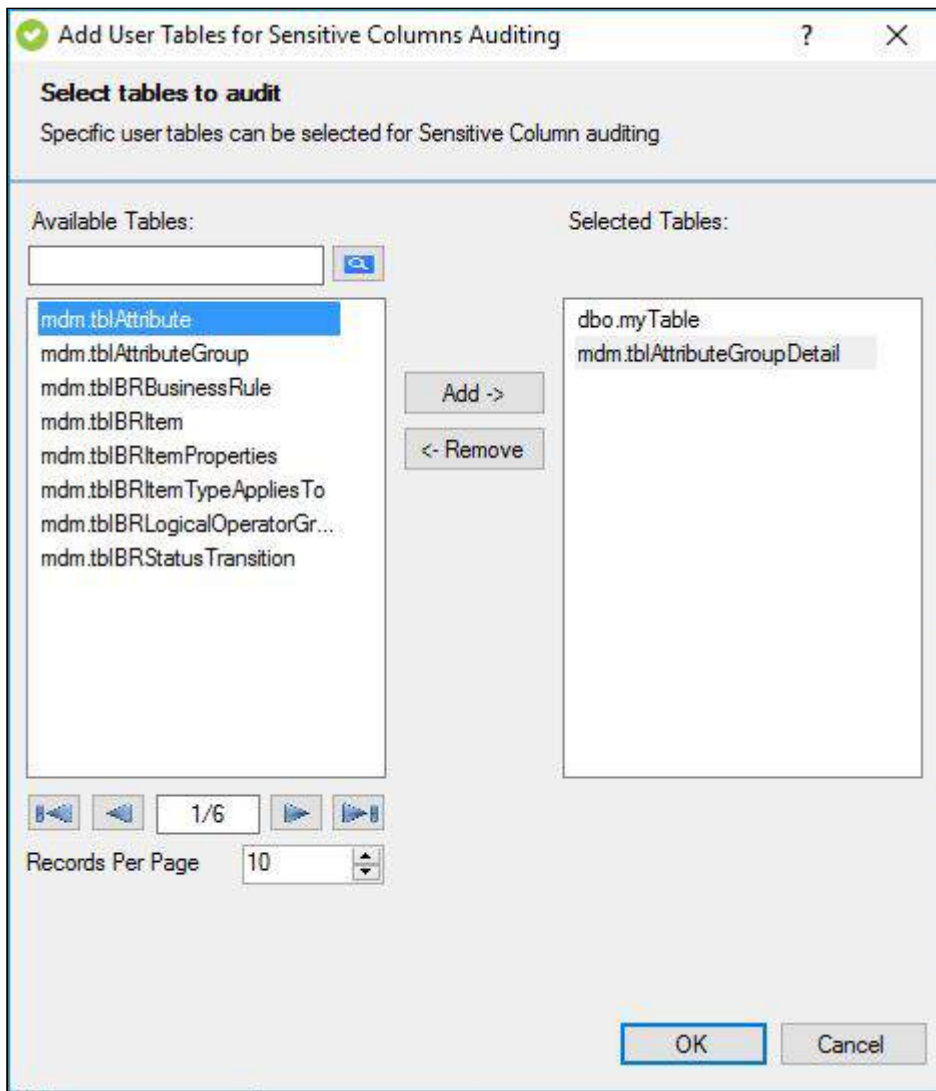 Add User Tables for Sensitive Columns Auditing
?
Select tables to audit
Specific user tables can be selected for Sensitive Column auditing
Available Tables:
Selected Tables:
mdm.tblAttribute
mdm.tblAttributeGroup
mdm.tblBRBusinessRule
mdm.tblBRItem
mdm.tblBRItemProperties
mdm.tblBRItemTypeAppliesTo
mdm.tblBRLogicalOperatorGr...
mdm.tblBRStatusTransition
Add ->
<- Remove
dbo.myTable
mdm.tblAttributeGroupDetail
1/6
Records Per Page 10
OK Cancel